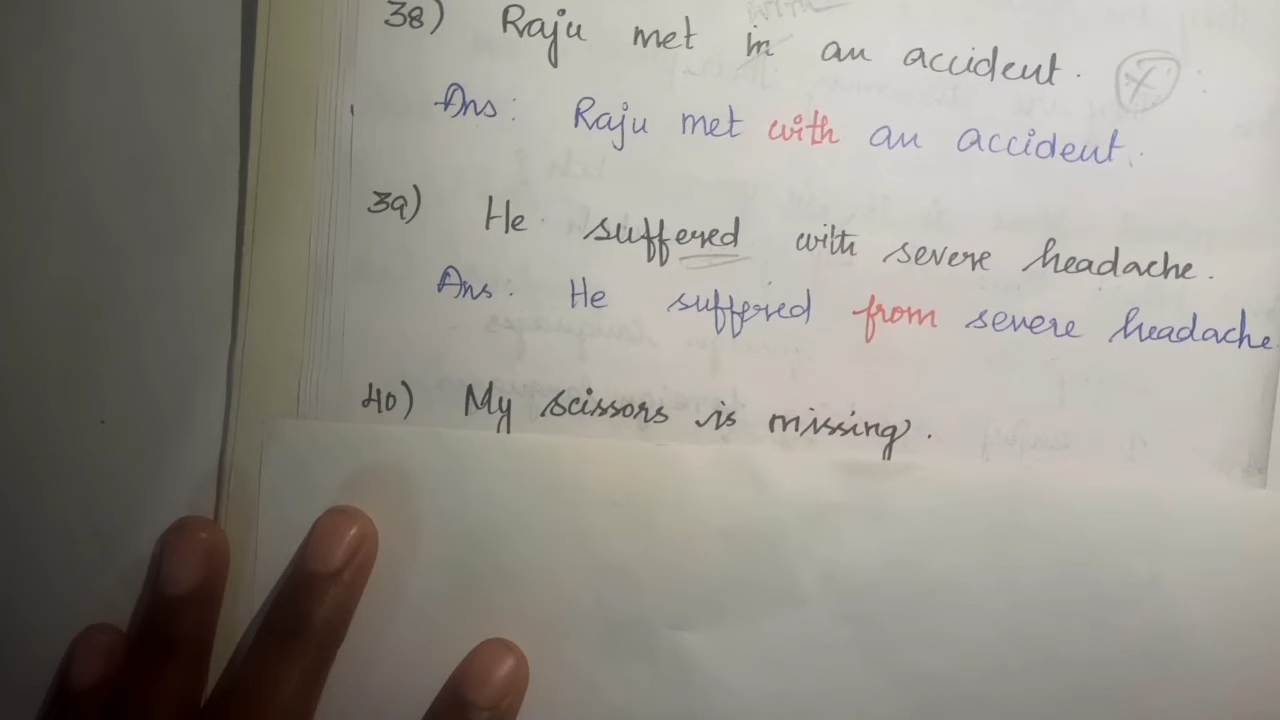 38) Raju met in an accident.
Ans: Raju met with an accident.
39) He suffered with severe headache.
Ans. He suffered from severe headache
40) My scissors is missing.